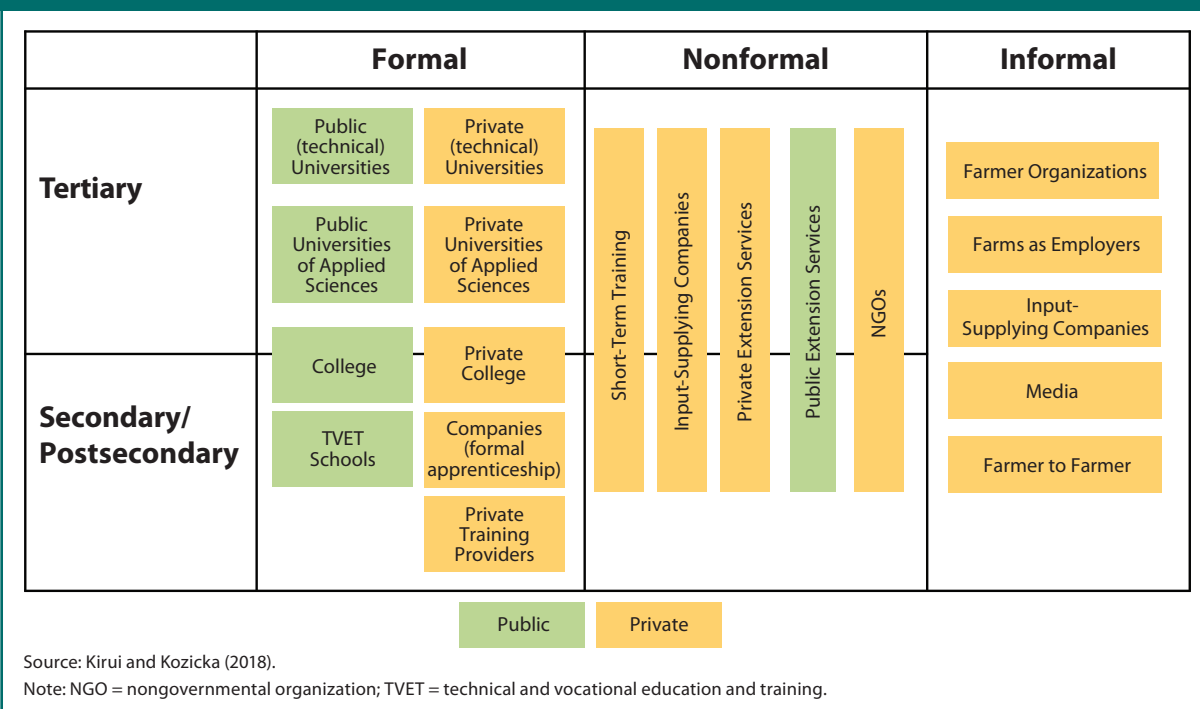 Formal
Nonformal
Informal
Tertiary
Public
(technical)
Universities
Private
(technical)
Universities
Public
Universities
of Applied
Sciences
Private
Universities
of Applied
Sciences
College
Private
College
Secondary/
Postsecondary
TVET
Schools
Companies
(formal
apprenticeship)
Private
Training
Providers
Short-Term Training
Input-Supplying Companies
Private Extension Services
Public Extension Services
NGOs
Farmer Organizations
Farms as Employers
Input-
Supplying Companies
Media
Farmer to Farmer
Public
Private
Source: Kirui and Kozicka (2018).
Note: NGO = nongovernmental organization; TVET = technical and vocational education and training.